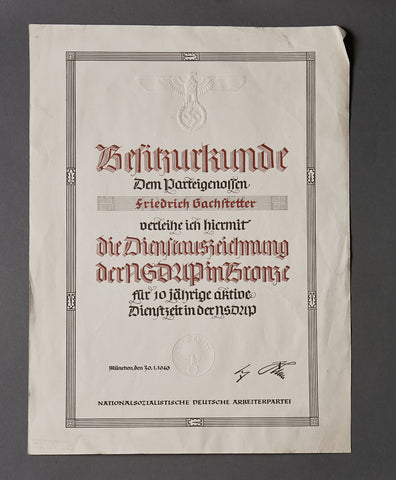 Besitzurkunde
Dem Parteigenossen
Friedrich Gachstetter
verleihe ich hiermit
die Dienstauszeichnung
der NSDAP in Bronze
für 10 jährige aktive
Dienstzeit in der NSDAP
München, den 30.1.1940
NATIONALSOZIALISTISCHE DEUTSCHE ARBEITERPARTEI